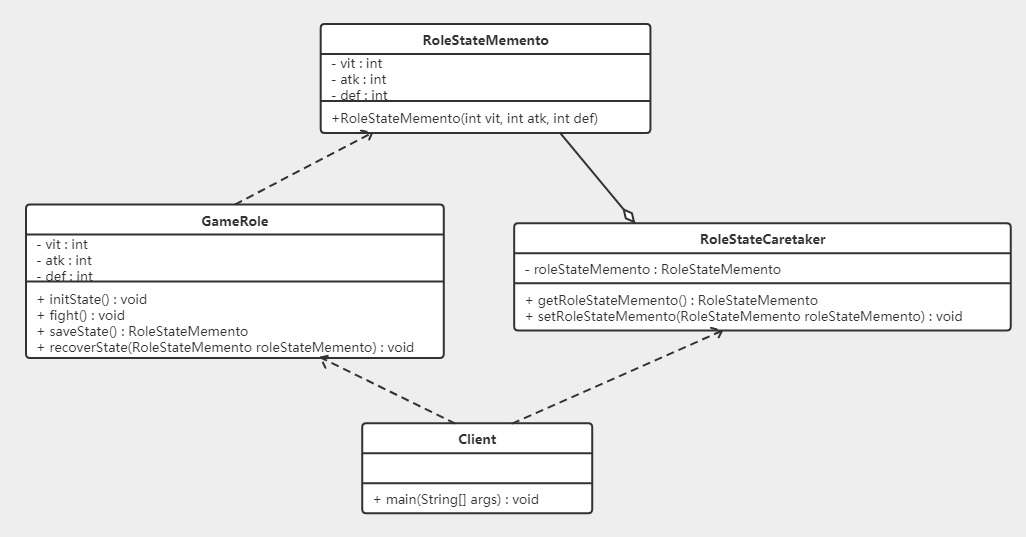 RoleStateMemento
- vit : int
- atk : int
- def : int
+RoleStateMemento(int vit, int atk, int def)
GameRole
- vit : int
- atk : int
- def : int
+ initState() : void
+ fight() : void
+ saveState() : RoleStateMemento
+ recoverState(RoleStateMemento roleStateMemento) : void
RoleStateCaretaker
- roleStateMemento : RoleStateMemento
+ getRoleStateMemento() : RoleStateMemento
+ setRoleStateMemento(RoleStateMemento roleStateMemento) : void
Client
+ main(String[] args) : void